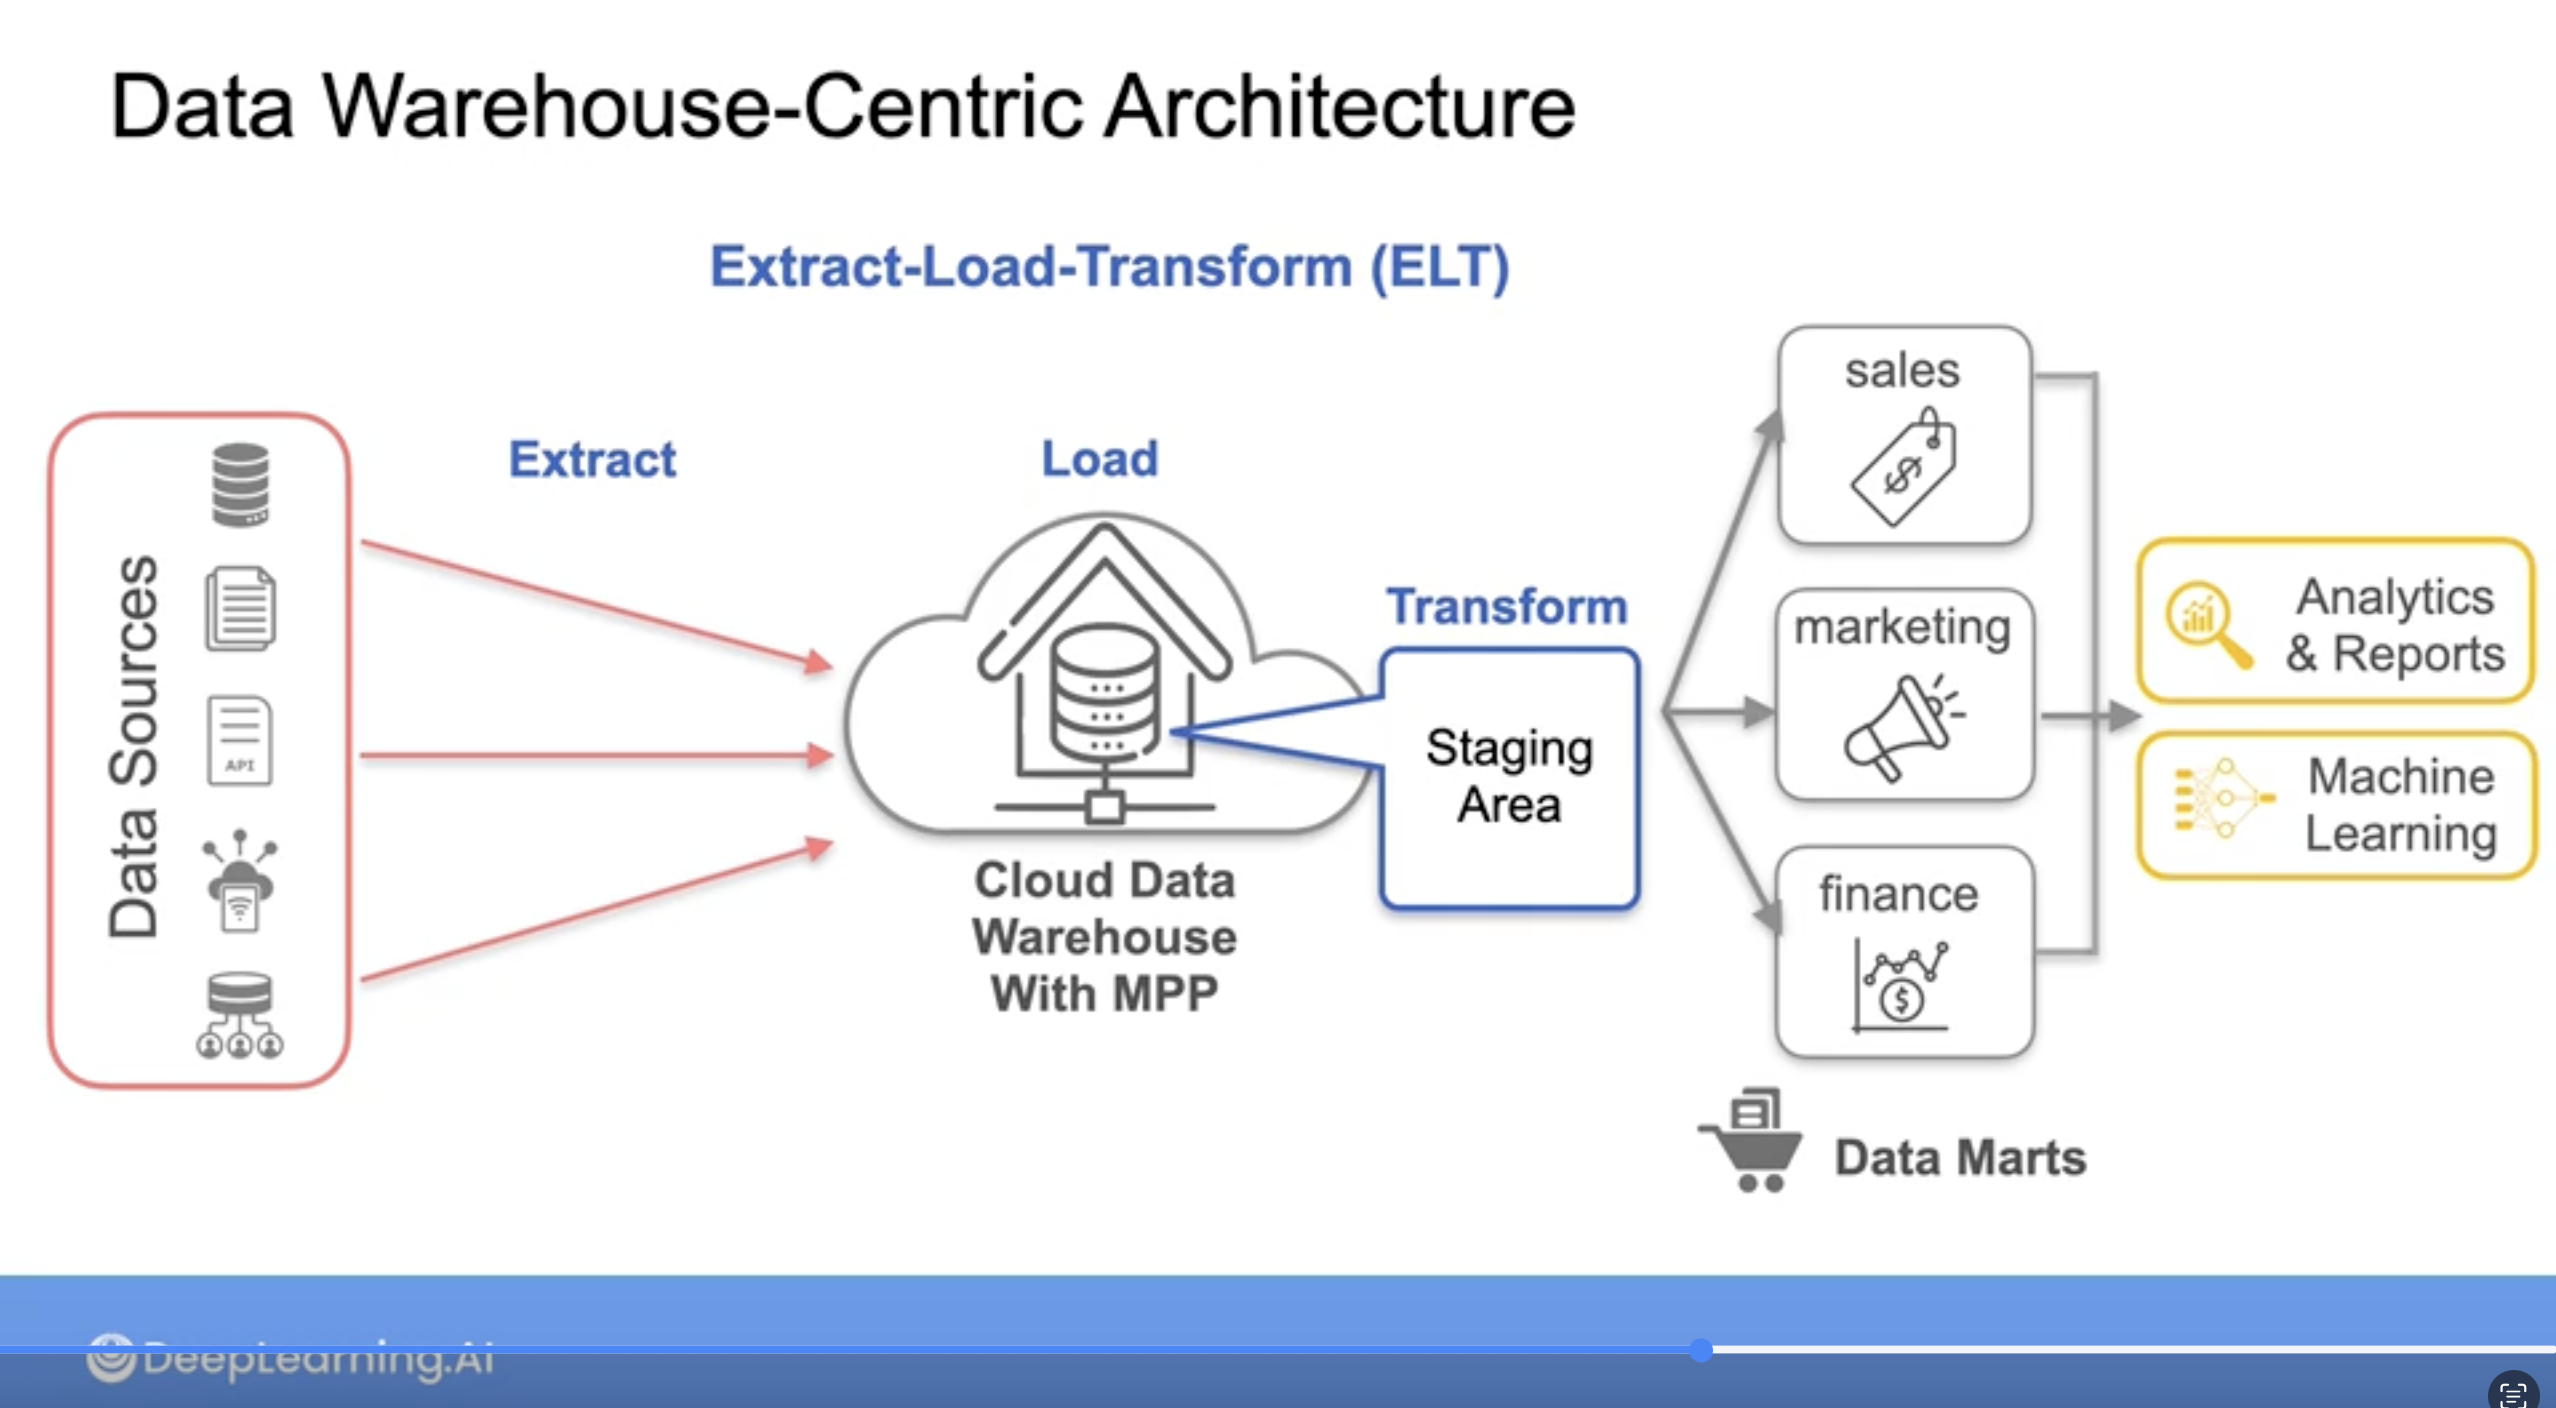 Data Warehouse-Centric Architecture
Extract-Load-Transform (ELT)
Data Sources
API
Extract
Load
Cloud Data
Warehouse
With MPP
Transform
Staging
Area
sales
marketing
finance
Data Marts
Analytics
& Reports
Machine
Learning
DeepLearning.AI